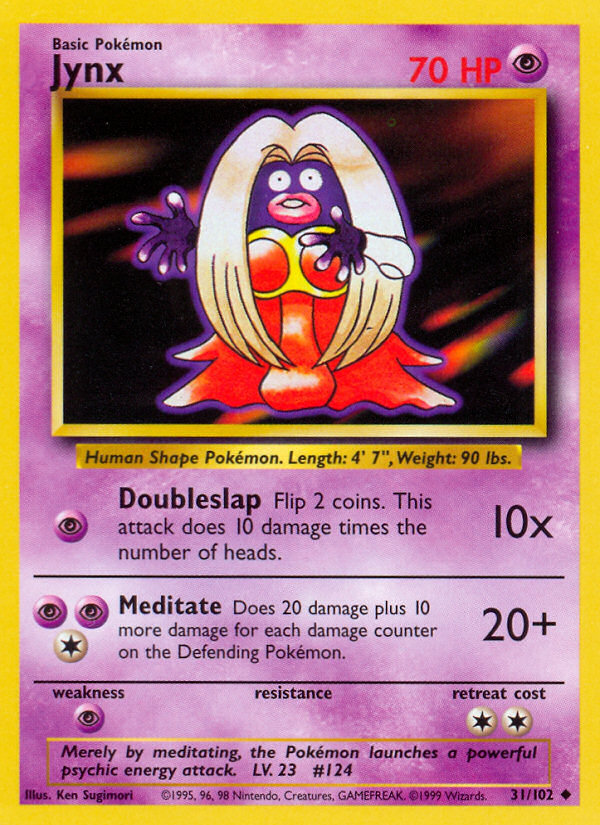 Basic Pokémon
Jynx 70 HP
Human Shape Pokémon. Length: 4' 7", Weight: 90 lbs.
Doubleslap Flip 2 coins. This
attack does 10 damage times the
number of heads.
10x
Meditate Does 20 damage plus 10
more damage for each damage counter
on the Defending Pokémon.
20+
weakness resistance retreat cost
Merely by meditating, the Pokémon launches a powerful
psychic energy attack. LV. 23 #124
Illus. Ken Sugimori ©1995, 96, 98 Nintendo, Creatures, GAMEFREAK. ©1999 Wizards. 31/102